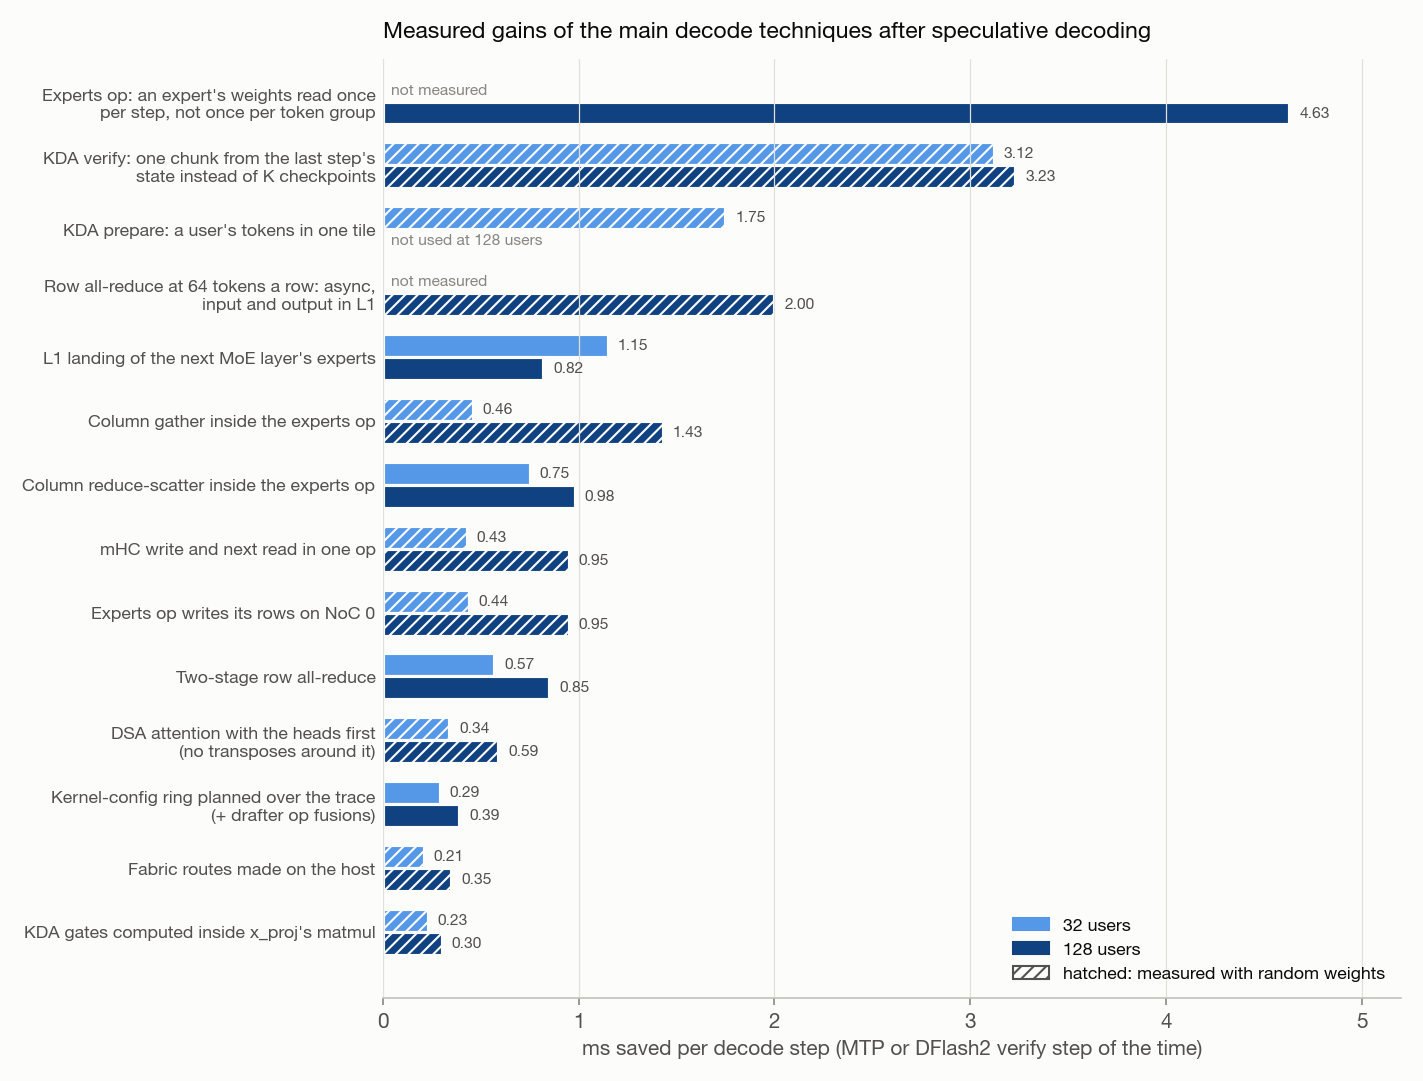 Measured gains of the main decode techniques after speculative decoding
Experts op: an expert's weights read once
per step, not once per token group
not measured
4.63
KDA verify: one chunk from the last step's
state instead of K checkpoints
3.12
3.23
KDA prepare: a user's tokens in one tile
1.75
not used at 128 users
Row all-reduce at 64 tokens a row: async,
input and output in L1
not measured
2.00
L1 landing of the next MoE layer's experts
1.15
0.82
Column gather inside the experts op
0.46
1.43
Column reduce-scatter inside the experts op
0.75
0.98
mHC write and next read in one op
0.43
0.95
Experts op writes its rows on NoC 0
0.44
0.95
Two-stage row all-reduce
0.57
0.85
DSA attention with the heads first
(no transposes around it)
0.34
0.59
Kernel-config ring planned over the trace
(+ drafter op fusions)
0.29
0.39
Fabric routes made on the host
0.21
0.35
KDA gates computed inside x_proj's matmul
0.23
0.30
32 users
128 users
hatched: measured with random weights
0 1 2 3 4 5
ms saved per decode step (MTP or DFlash2 verify step of the time)